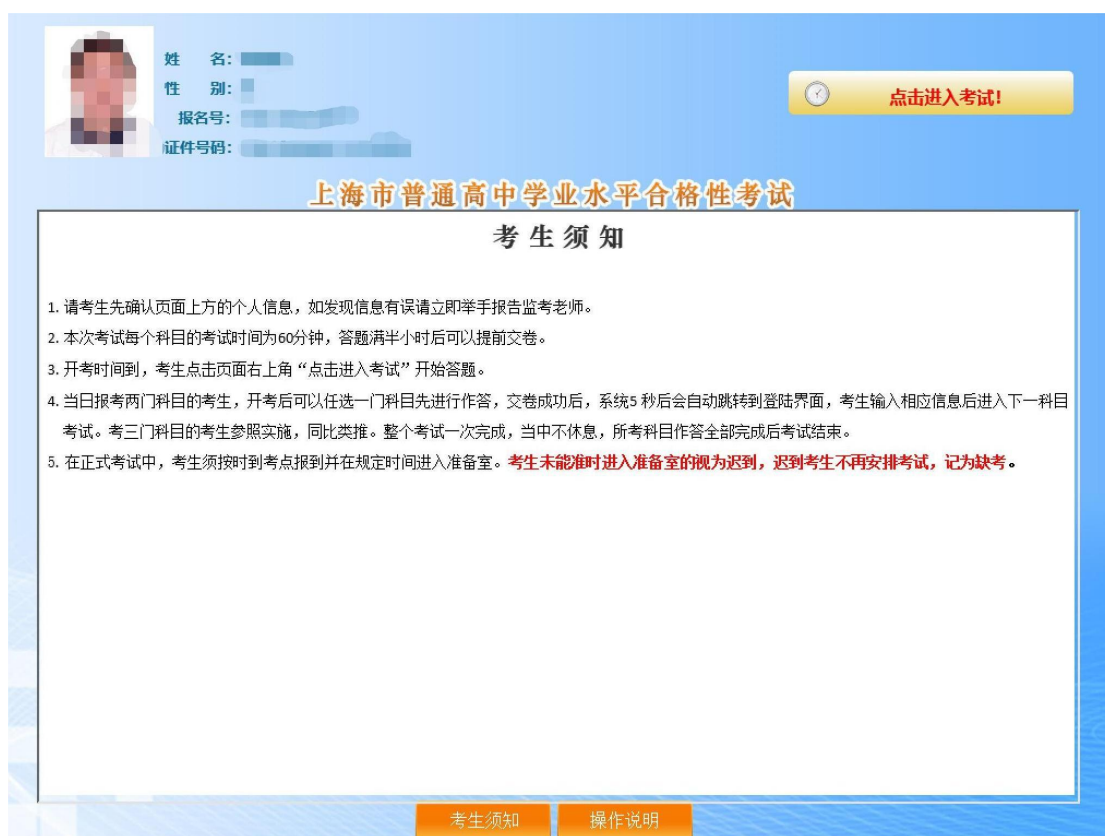 姓 名：
性 别：
报名号：
证件号码：
点击进入考试！
上海市普通高中学业水平合格性考试
考生须知
1. 请考生先确认页面上方的个人信息，如发现信息有误请立即举手报告监考老师。
2. 本次考试每个科目的考试时间为60分钟，答题满半小时后可以提前交卷。
3. 开考时间到，考生点击页面右上角“点击进入考试”开始答题。
4. 当日报考两门科目的考生，开考后可以任选一门科目先进行作答，交卷成功后，系统5 秒后会自动跳转到登陆界面，考生输入相应信息后进入下一科目
考试。考三门科目的考生参照实施，同比类推。整个考试一次完成，当中不休息，所考科目作答全部完成后考试结束。
5. 在正式考试中，考生须按时到考点报到并在规定时间进入准备室。考生未能准时进入准备室的视为迟到，迟到考生不再安排考试，记为缺考。
考生须知
操作说明